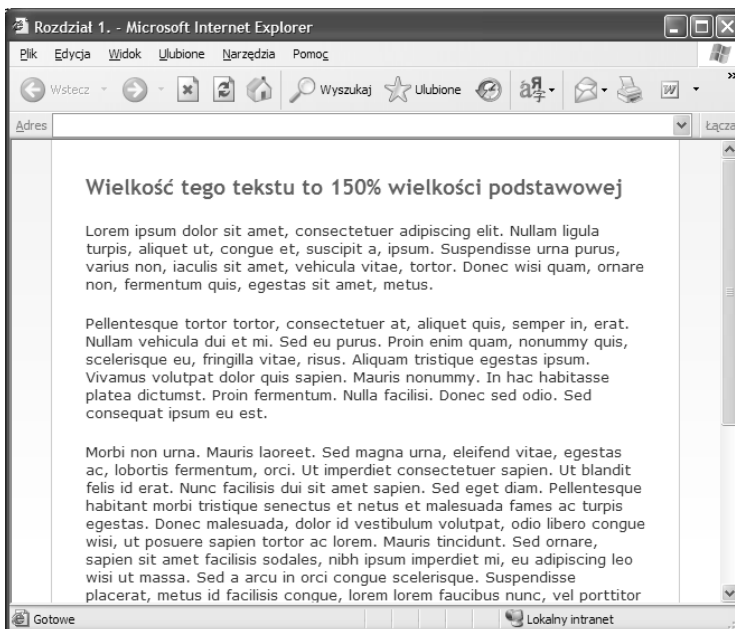 Rozdział 1. - Microsoft Internet Explorer
Plik Edycja Widok Ulubione Narzędzia Pomoc
Wstecz Wyszukaj Ulubione
Adres Łącza
Wielkość tego tekstu to 150% wielkości podstawowej
Lorem ipsum dolor sit amet, consectetuer adipiscing elit. Nullam ligula
turpis, aliquet ut, congue et, suscipit a, ipsum. Suspendisse urna purus,
varius non, iaculis sit amet, vehicula vitae, tortor. Donec wisi quam, ornare
non, fermentum quis, egestas sit amet, metus.
Pellentesque tortor tortor, consectetuer at, aliquet quis, semper in, erat.
Nullam vehicula dui et mi. Sed eu purus. Proin enim quam, nonummy quis,
scelerisque eu, fringilla vitae, risus. Aliquam tristique egestas ipsum.
Vivamus volutpat dolor quis sapien. Mauris nonummy. In hac habitasse
platea dictumst. Proin fermentum. Nulla facilisi. Donec sed odio. Sed
consequat ipsum eu est.
Morbi non urna. Mauris laoreet. Sed magna urna, eleifend vitae, egestas
ac, lobortis fermentum, orci. Ut imperdiet consectetuer sapien. Ut blandit
felis id erat. Nunc facilisis dui sit amet sapien. Sed eget diam. Pellentesque
habitant morbi tristique senectus et netus et malesuada fames ac turpis
egestas. Donec malesuada, dolor id vestibulum volutpat, odio libero congue
wisi, ut posuere sapien tortor ac lorem. Mauris tincidunt. Sed ornare,
sapien sit amet facilisis sodales, nibh ipsum imperdiet mi, eu adipiscing leo
wisi ut massa. Sed a arcu in orci congue scelerisque. Suspendisse
placerat, metus id facilisis congue, lorem lorem faucibus nunc, vel porttitor
Gotowe Lokalny intranet